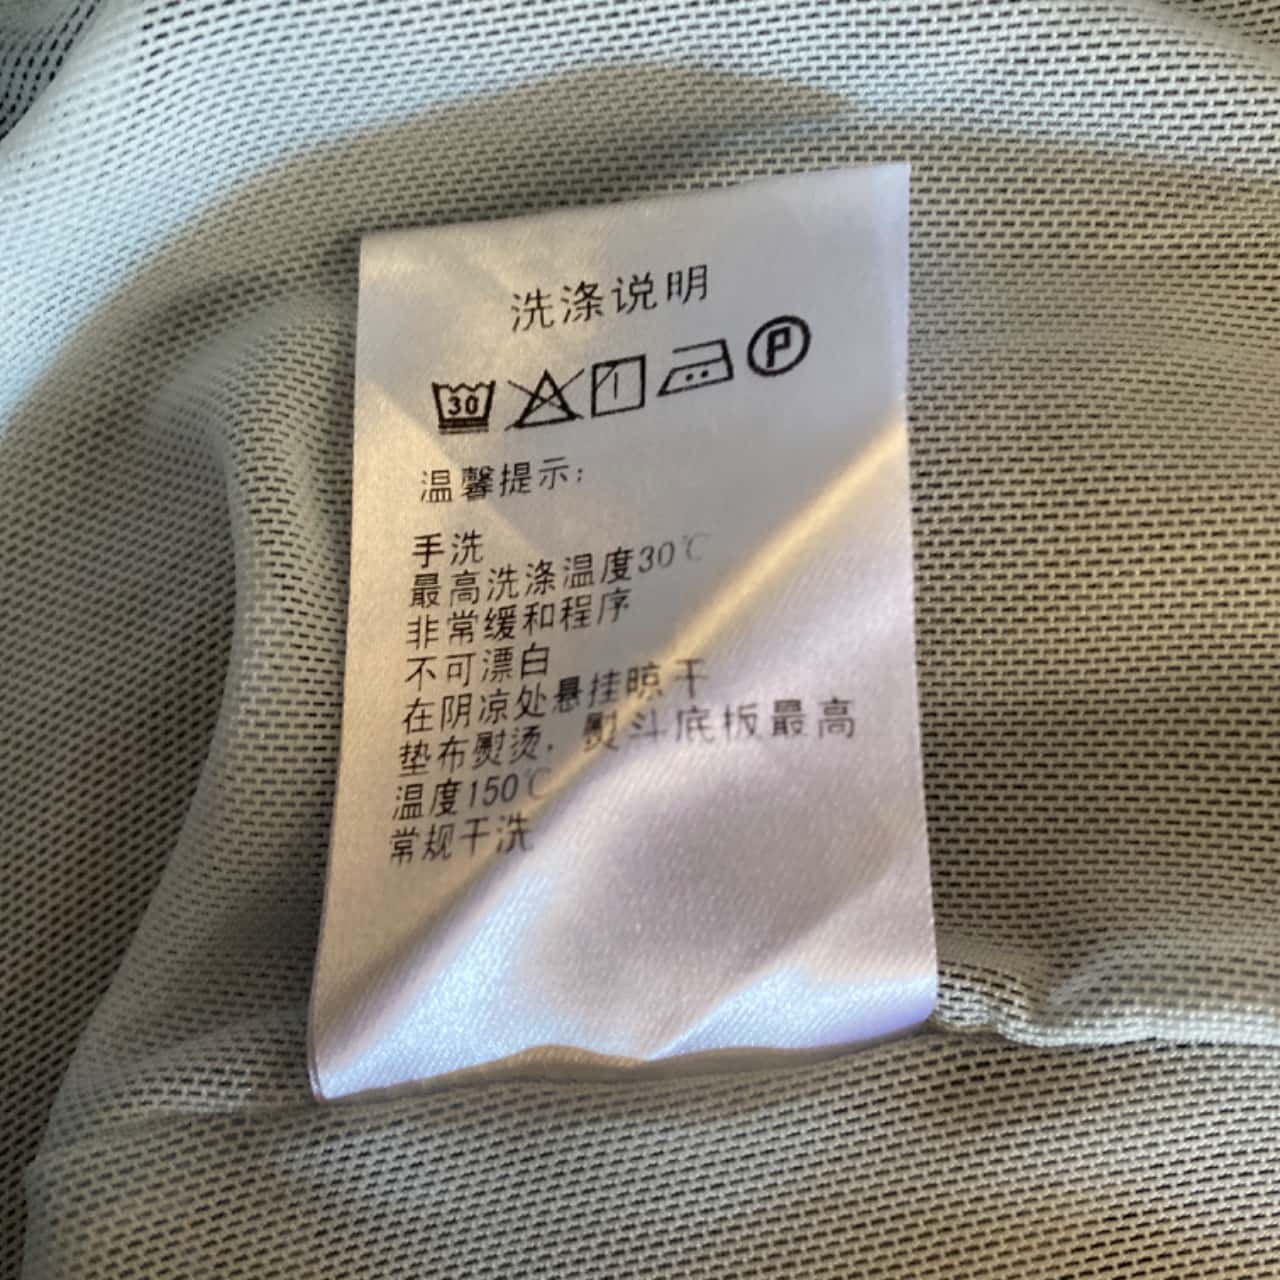 洗涤说明
30 P
温馨提示:
手洗
最高洗涤温度30℃
非常缓和程序
不可漂白
在阴凉处悬挂晾干
垫布熨烫，熨斗底板最高
温度150℃
常规干洗